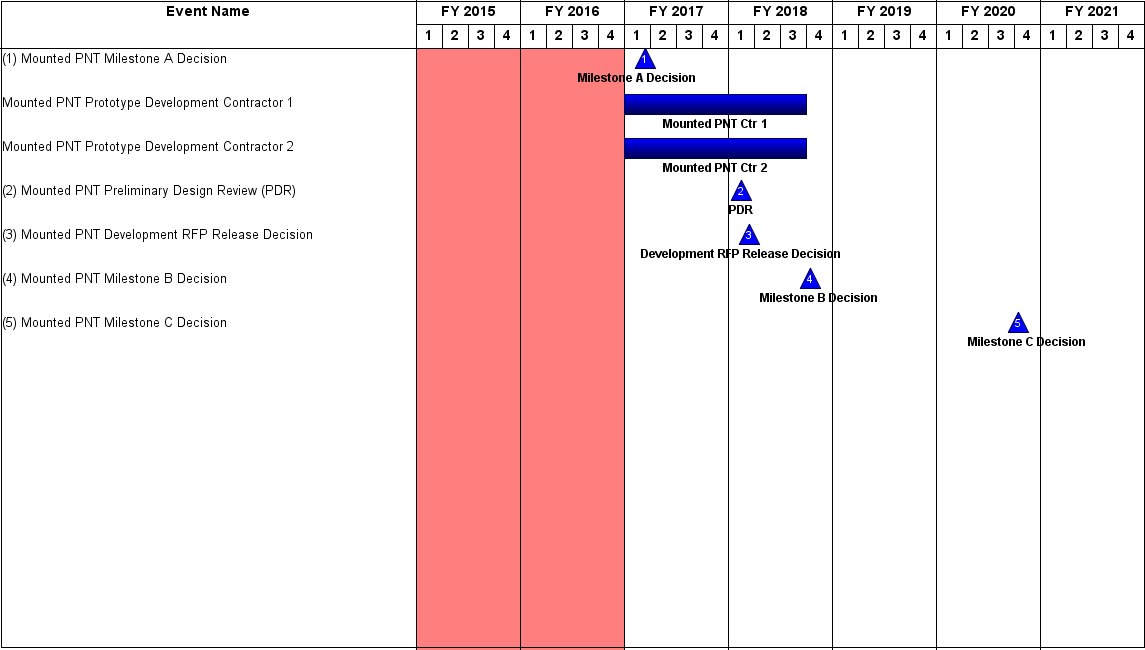 Event Name FY 2015 FY 2016 FY 2017 FY 2018 FY 2019 FY 2020 FY 2021
1 2 3 4 1 2 3 4 1 2 3 4 1 2 3 4 1 2 3 4 1 2 3 4 1 2 3 4
(1) Mounted PNT Milestone A Decision 1
Milestone A Decision
Mounted PNT Prototype Development Contractor 1
Mounted PNT Ctr 1
Mounted PNT Prototype Development Contractor 2
Mounted PNT Ctr 2
(2) Mounted PNT Preliminary Design Review (PDR) 2
PDR
(3) Mounted PNT Development RFP Release Decision 3
Development RFP Release Decision
(4) Mounted PNT Milestone B Decision 4
Milestone B Decision
(5) Mounted PNT Milestone C Decision 5
Milestone C Decision